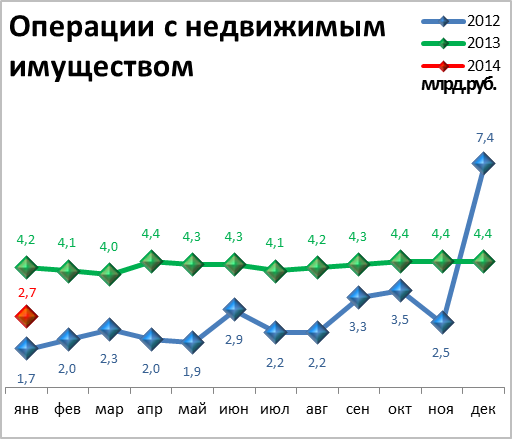 Операции с недвижимым
имуществом
2012
2013
2014
млрд.руб.
7,4
4,2 4,1 4,0 4,4 4,3 4,3 4,1 4,2 4,3 4,4 4,4 4,4
2,7
1,7 2,0 2,3 2,0 1,9 2,9 2,2 2,2 3,3 3,5 2,5
янв фев мар апр май июн июл авг сен окт ноя дек